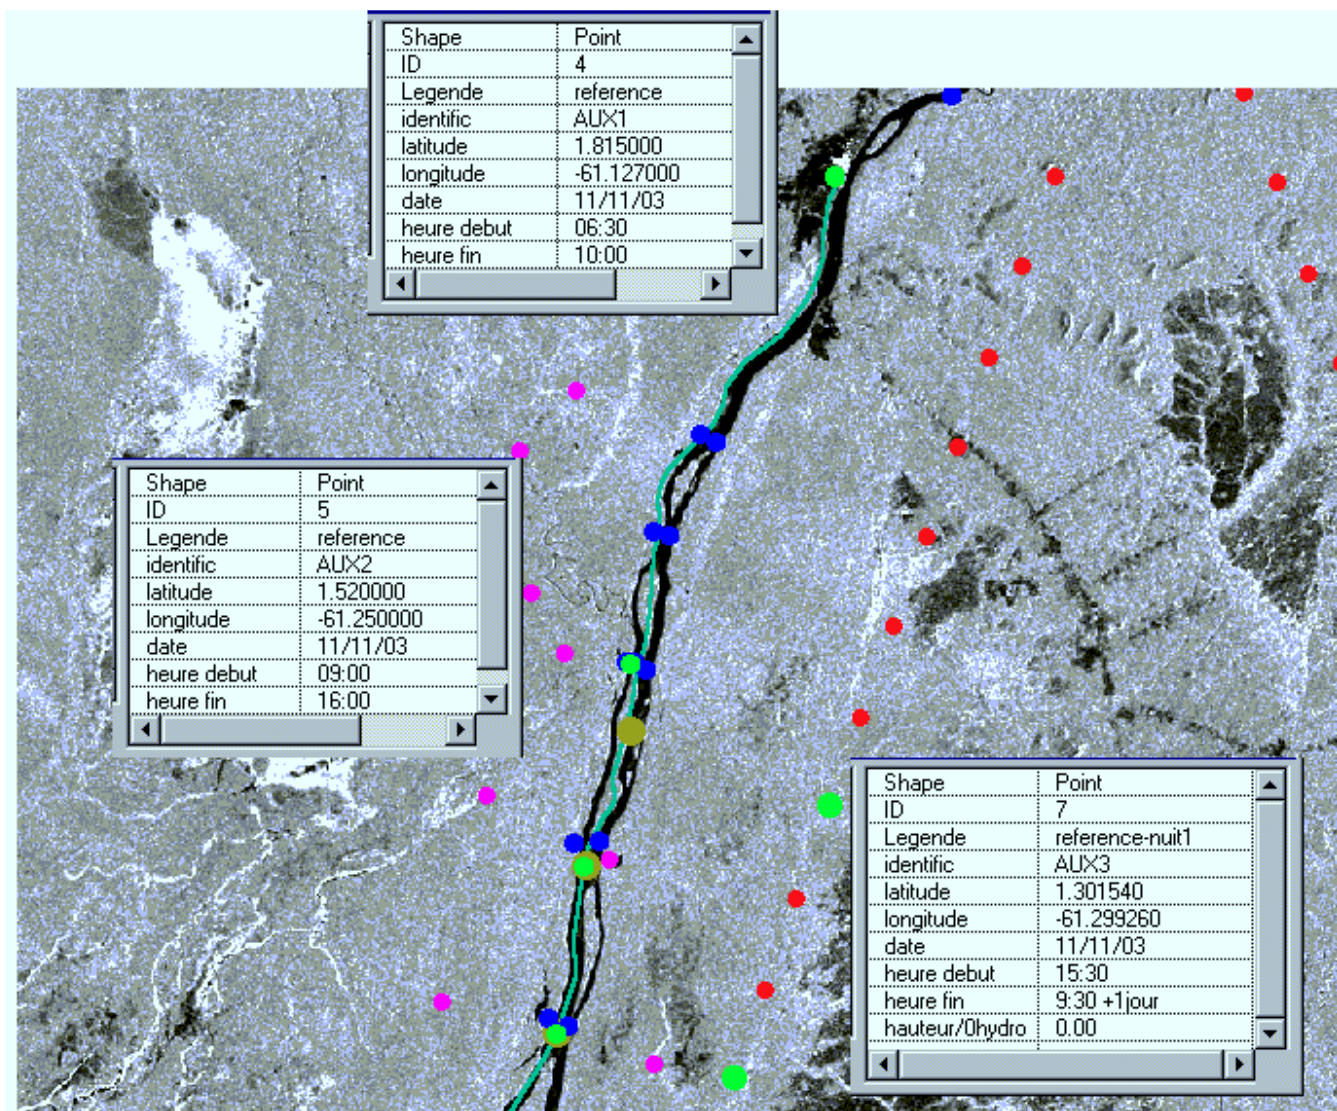 Shape Point
ID 4
Legende reference
identific AUX1
latitude 1.815000
longitude -61.127000
date 11/11/03
heure debut 06:30
heure fin 10:00
Shape Point
ID 5
Legende reference
identific AUX2
latitude 1.520000
longitude -61.250000
date 11/11/03
heure debut 09:00
heure fin 16:00
Shape Point
ID 7
Legende reference-nuit1
identific AUX3
latitude 1.301540
longitude -61.299260
date 11/11/03
heure debut 15:30
heure fin 9:30 +1jour
hauteur/0hydro 0.00